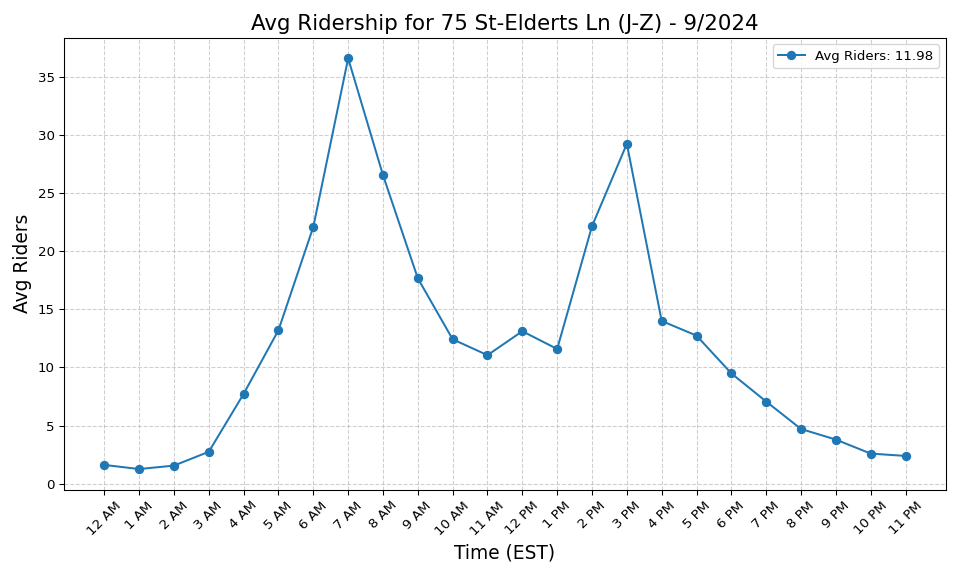 Avg Ridership for 75 St-Elderts Ln (J-Z) - 9/2024
Avg Riders: 11.98
Avg Riders
35
30
25
20
15
10
5
0
12 AM
1 AM
2 AM
3 AM
4 AM
5 AM
6 AM
7 AM
8 AM
9 AM
10 AM
11 AM
12 PM
1 PM
2 PM
3 PM
4 PM
5 PM
6 PM
7 PM
8 PM
9 PM
10 PM
11 PM
Time (EST)